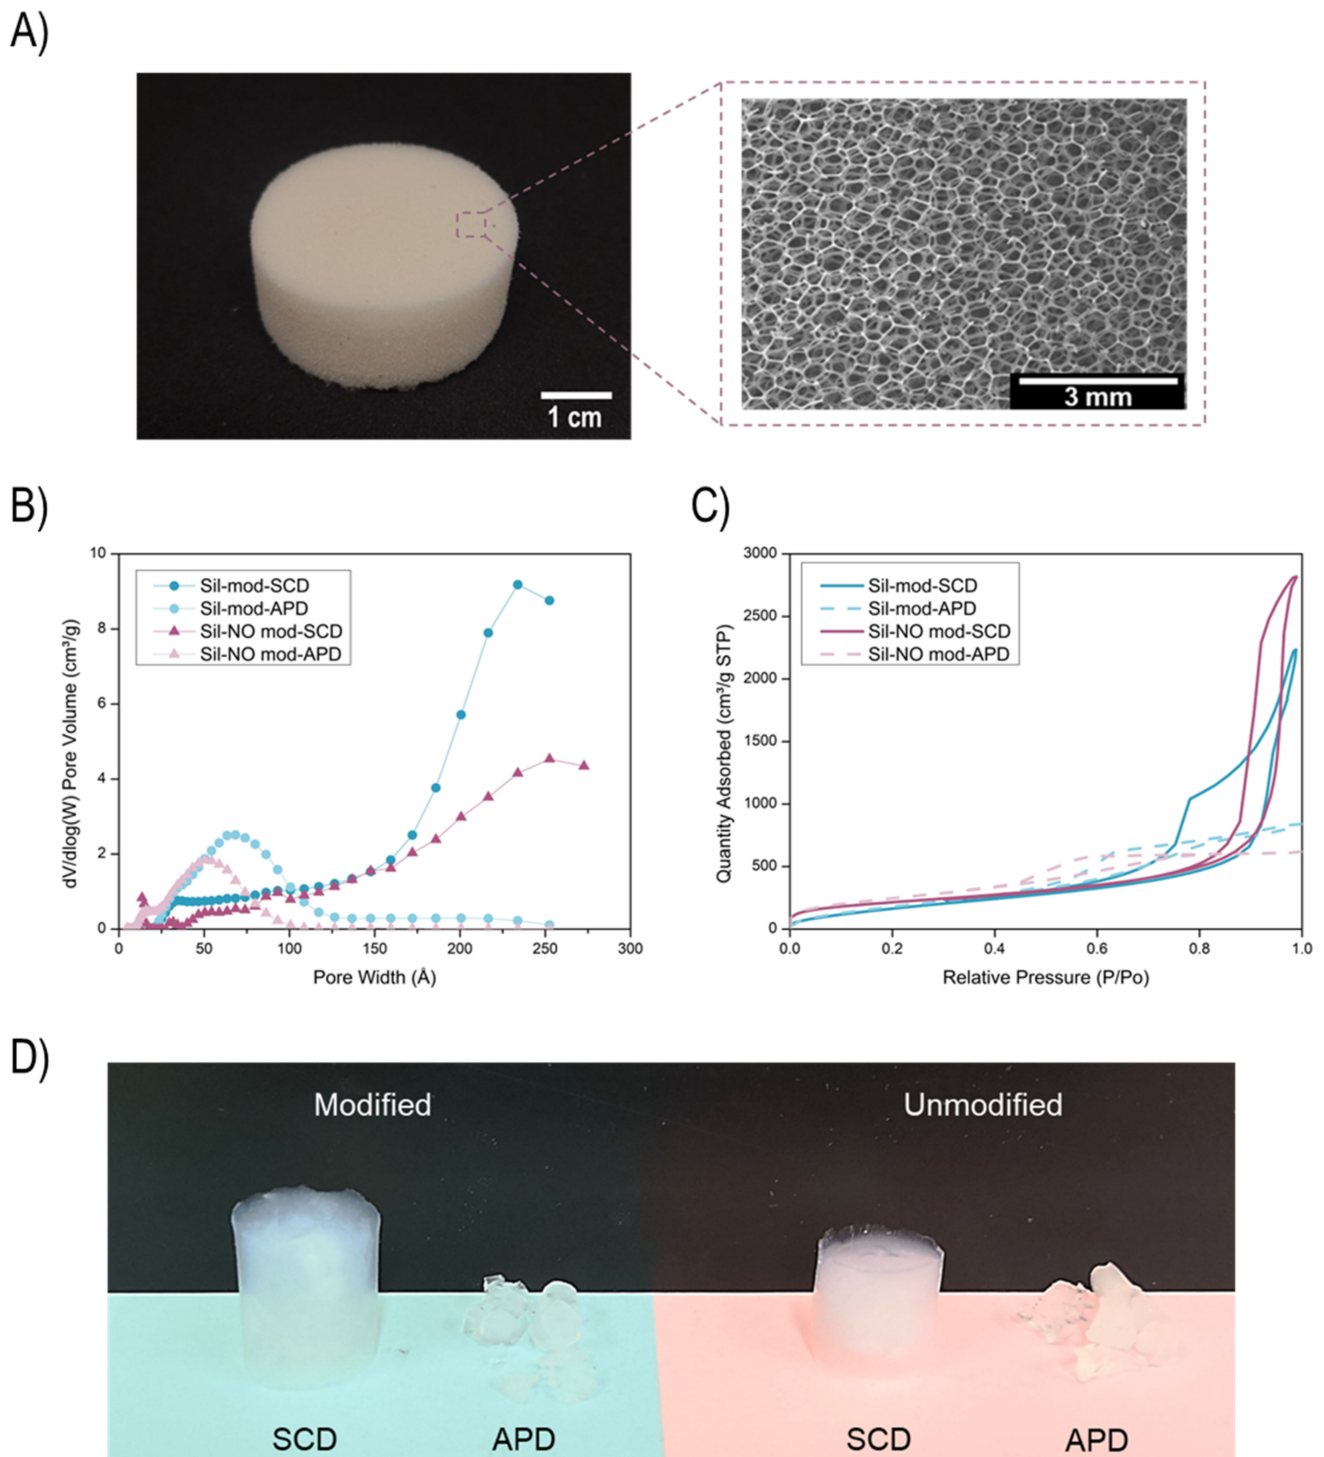 A)
1 cm
3 mm
B)
10
8
6
4
2
0
dV/dlog(W) Pore Volume (cm³/g)
Sil-mod-SCD
Sil-mod-APD
Sil-NO mod-SCD
Sil-NO mod-APD
0 50 100 150 200 250 300
Pore Width (Å)
C)
3000
2500
2000
1500
1000
500
0
Quantity Adsorbed (cm³/g STP)
Sil-mod-SCD
Sil-mod-APD
Sil-NO mod-SCD
Sil-NO mod-APD
0.0 0.2 0.4 0.6 0.8 1.0
Relative Pressure (P/Po)
D)
Modified Unmodified
SCD APD SCD APD